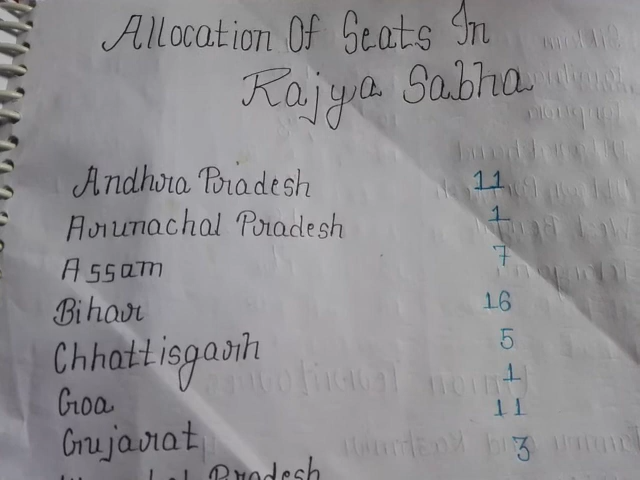 Allocation Of Seats In
Rajya Sabha
Andhra Pradesh 11
Arunachal Pradesh 1
Assam 7
Bihar 16
Chhattisgarh 5
Goa 1
Gujarat 11
Pradesh 3